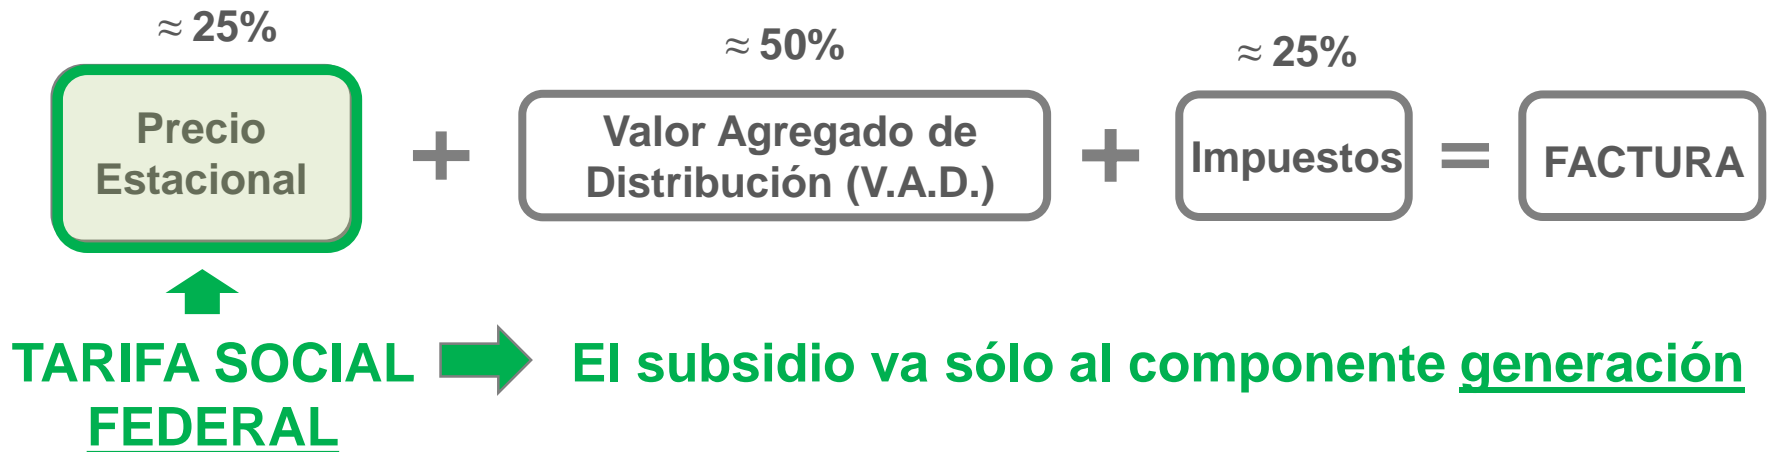 ≈ 25%
≈ 50%
≈ 25%
Precio
Estacional
+
Valor Agregado de
Distribución (V.A.D.)
+
Impuestos
=
FACTURA
TARIFA SOCIAL
FEDERAL
El subsidio va sólo al componente generación